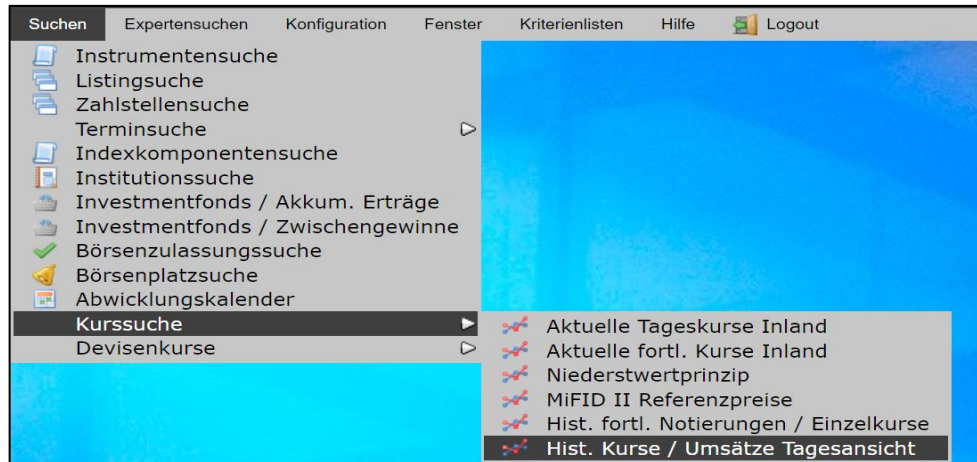 Suchen Expertensuchen Konfiguration Fenster Kriterienlisten Hilfe Logout
Instrumentensuche
Listingsuche
Zahlstellensuche
Terminsuche
Indexkomponentensuche
Institutionssuche
Investmentfonds / Akkum. Erträge
Investmentfonds / Zwischengewinne
Börsenzulassungssuche
Börsenplatzsuche
Abwicklungskalender
Kurssuche
Devisenkurse
Aktuelle Tageskurse Inland
Aktuelle fortl. Kurse Inland
Niederstwertprinzip
MiFID II Referenzpreise
Hist. fortl. Notierungen / Einzelkurse
Hist. Kurse / Umsätze Tagesansicht